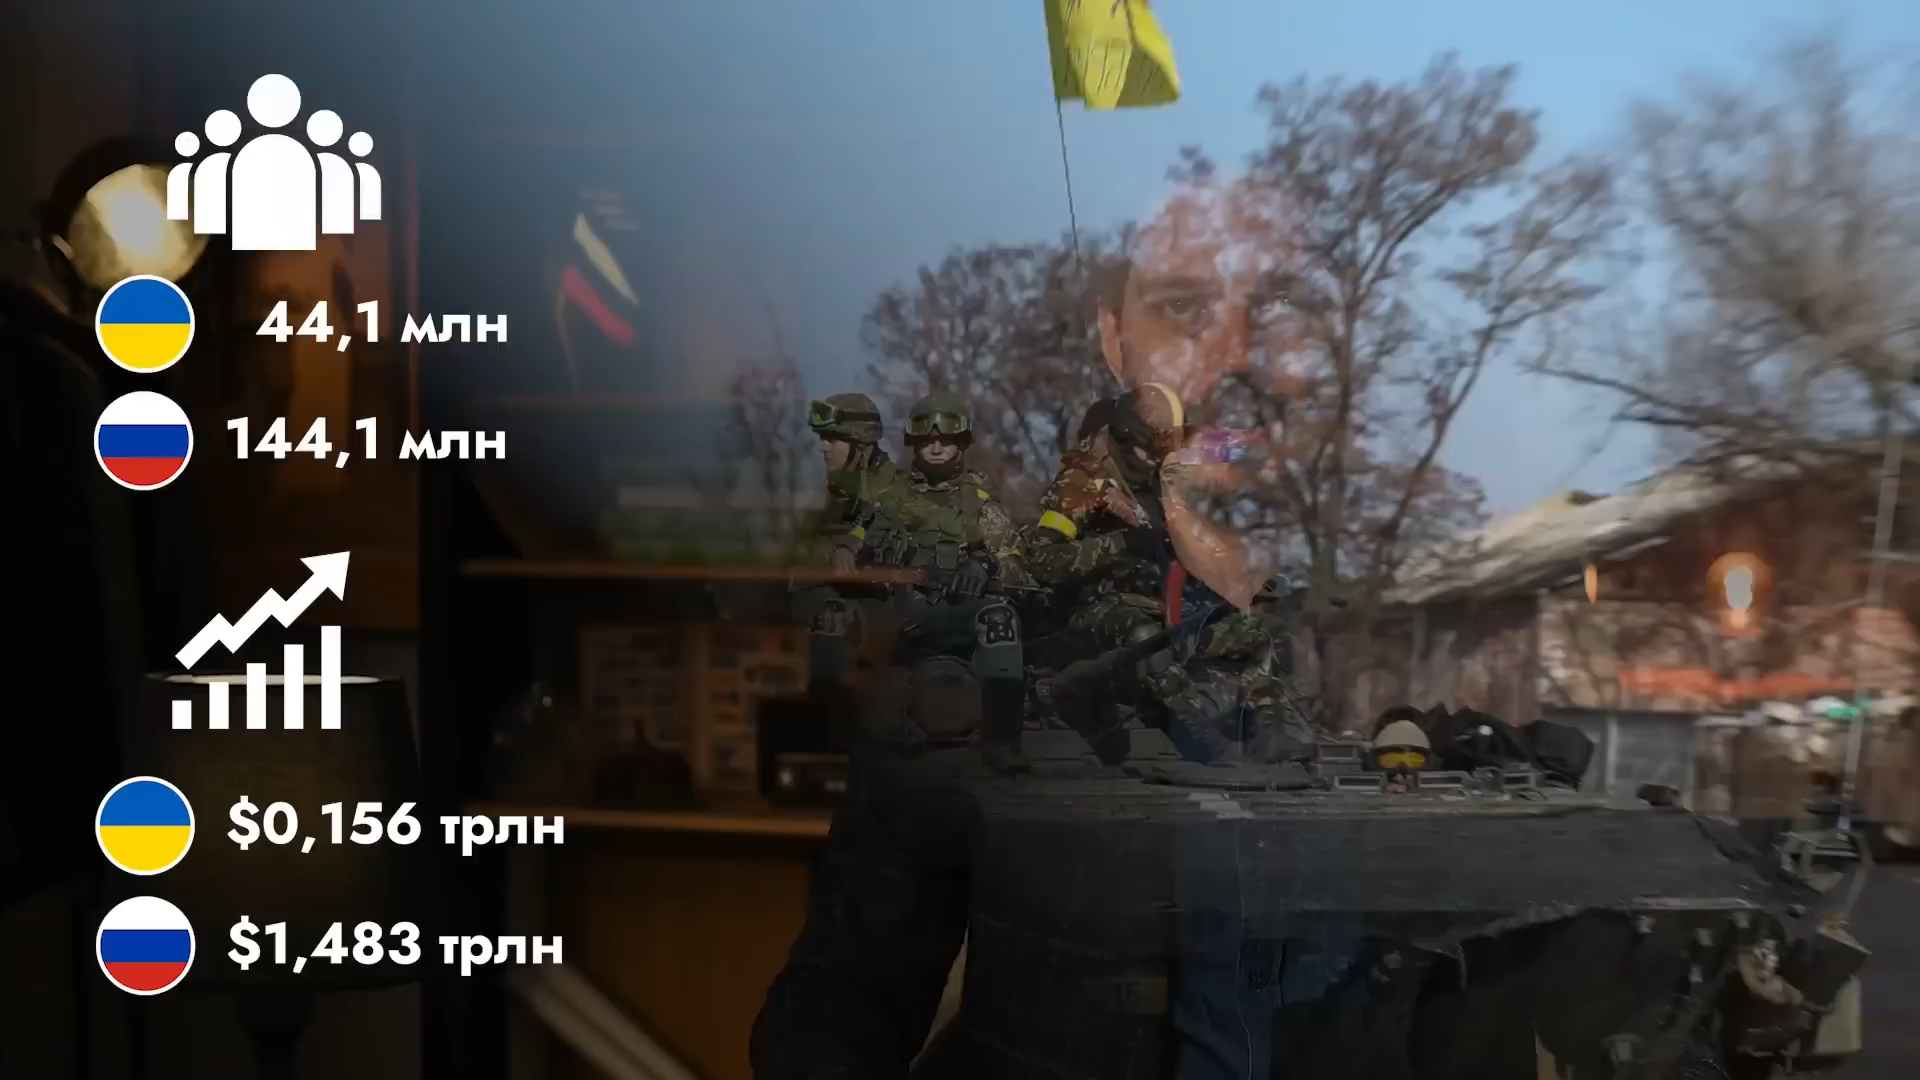 44,1 млн
144,1 млн
$0,156 трлн
$1,483 трлн